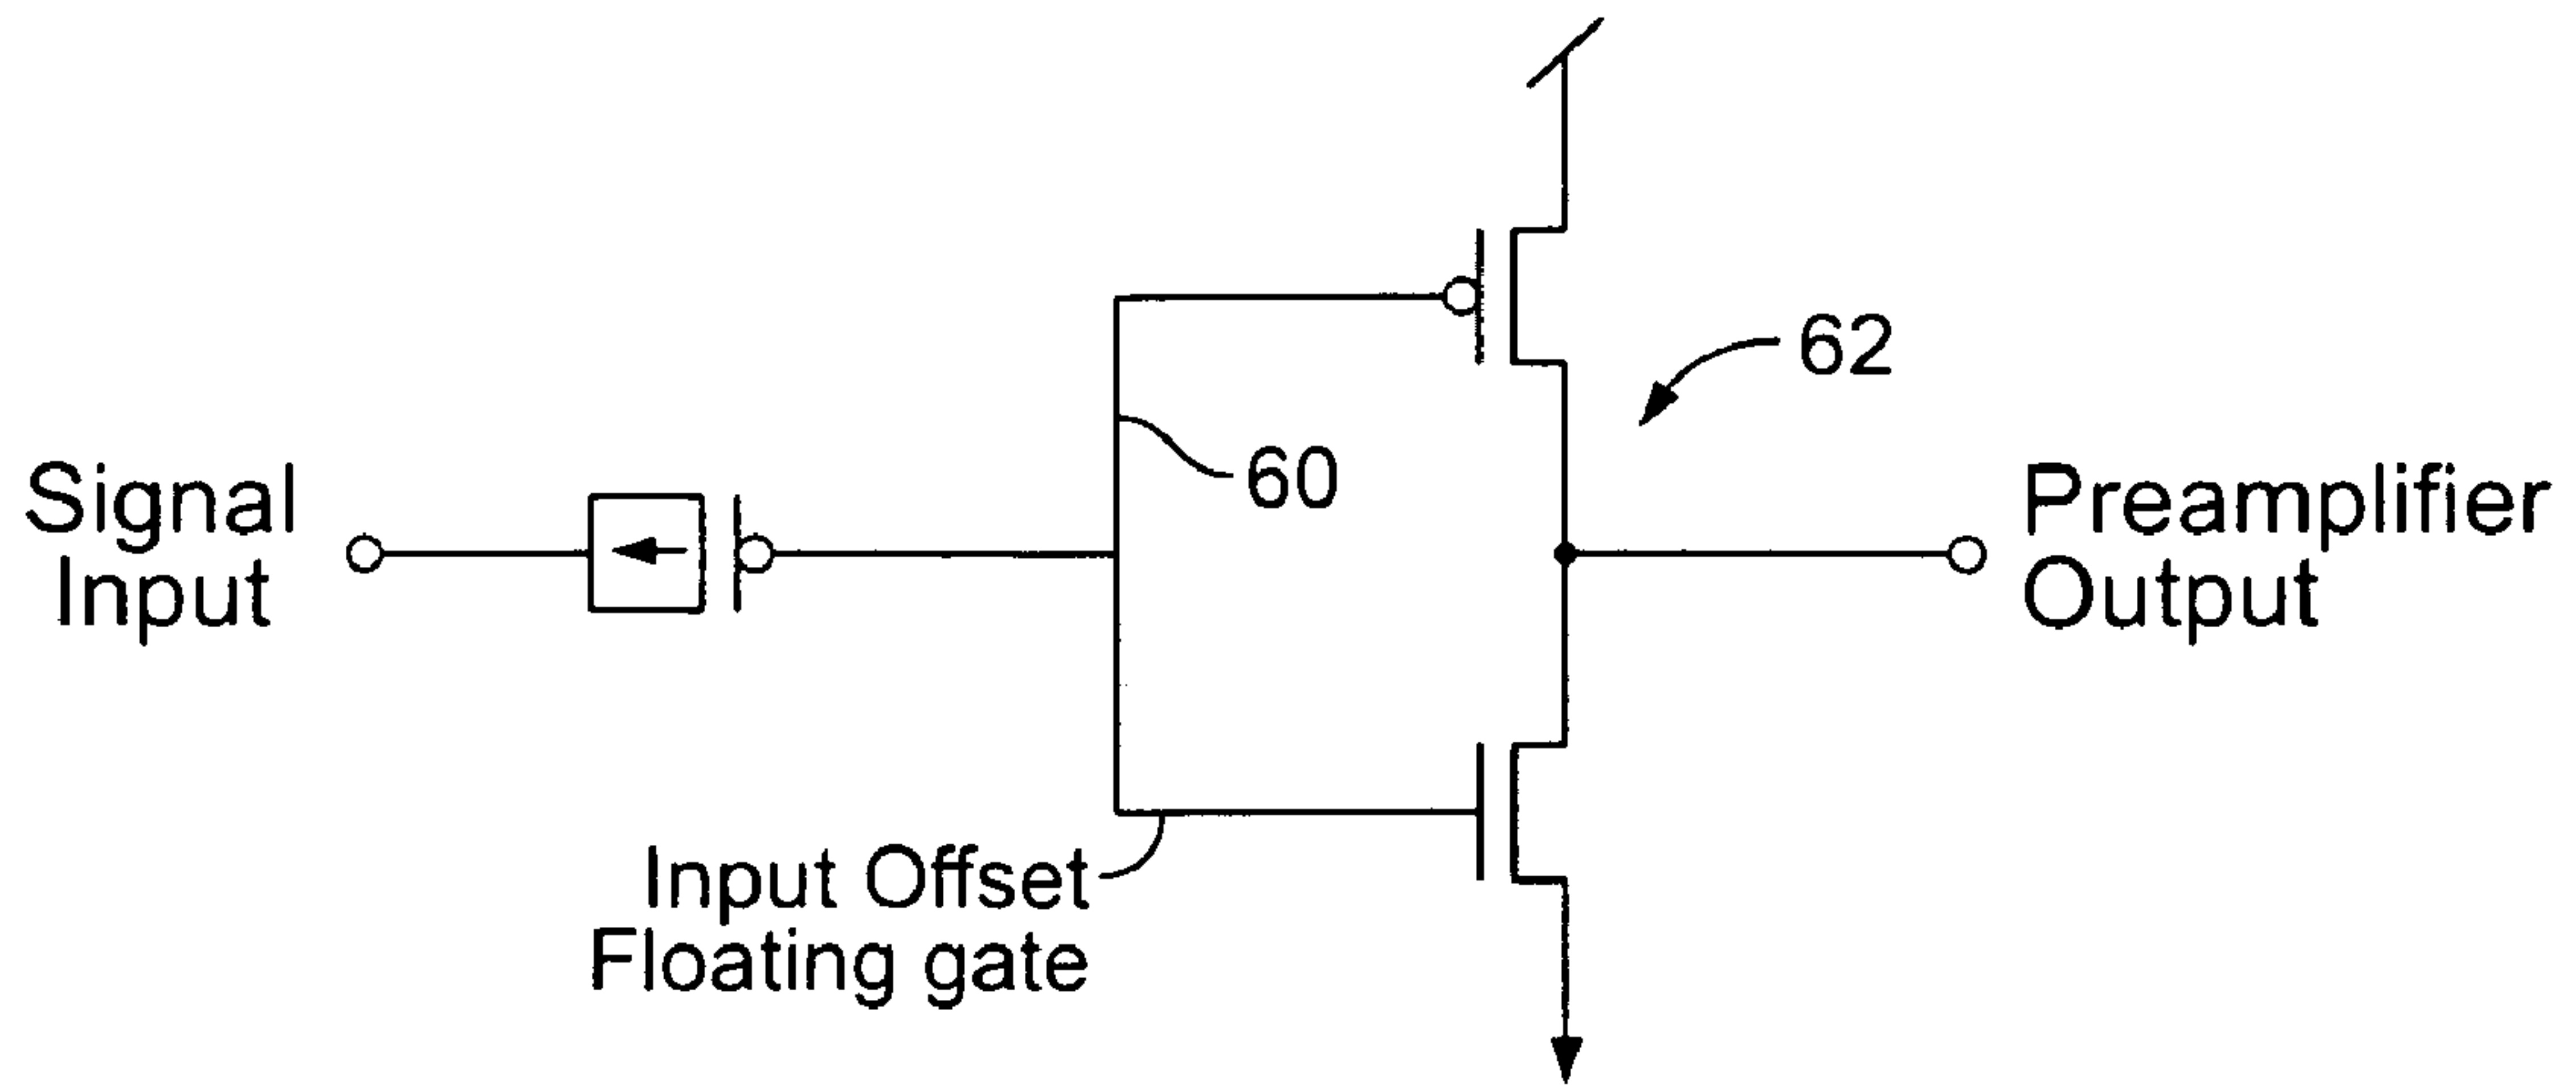 Signal
Input
60
62
Preamplifier
Output
Input Offset
Floating gate